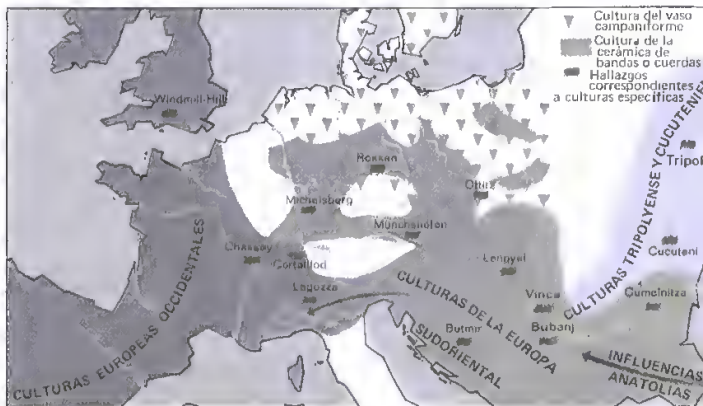 Cultura del vaso
campaniforme
Cultura de la
cerámica de
bandas o cuerdas
Hallazgos
correspondientes
a culturas específicas
Windmill-Hill
Rossen
Ottitz
Michelsberg
Munchshofen
Chassey
Cortaillod
Lagozza
Lengyel
Vinca
Butmir
Bubanj
Tripol
Cucuteni
Gumelnitza
CULTURAS EUROPEAS OCCIDENTALES
CULTURAS DE LA EUROPA
SUDORIENTAL
CULTURAS TRIPOLYENSE Y CUCUTENIE
INFLUENCIAS
ANATOLIAS